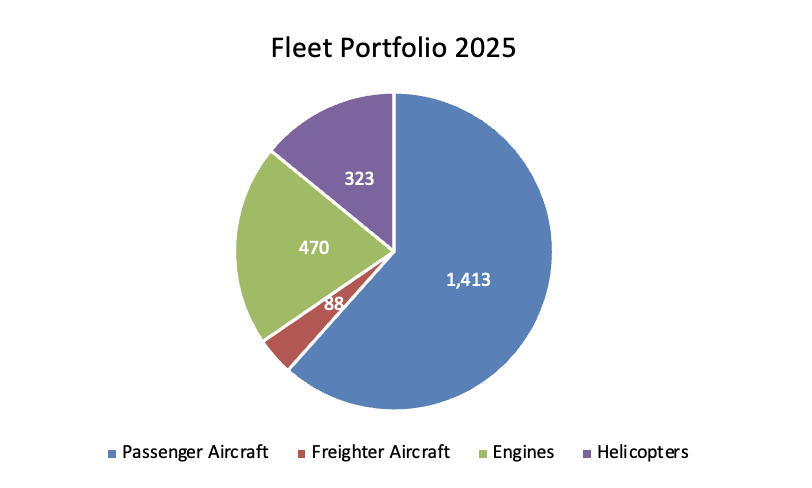 Fleet Portfolio 2025
323
470
1,413
88
Passenger Aircraft Freighter Aircraft Engines Helicopters